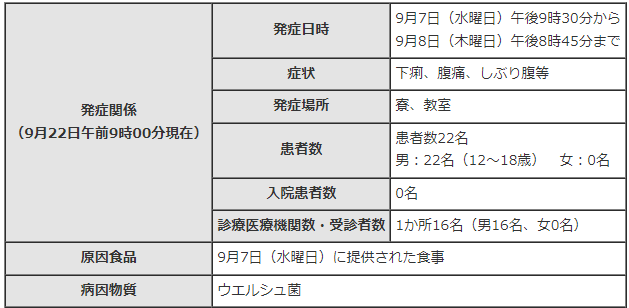 発症関係
（9月22日午前9時00分現在）
発症日時
9月7日（水曜日）午後9時30分から
9月8日（木曜日）午後8時45分まで
症状
下痢、腹痛、しぶり腹等
発症場所
寮、教室
患者数
患者数22名
男：22名（12～18歳）　女：0名
入院患者数
0名
診療医療機関数・受診者数
1か所16名（男16名、女0名）
原因食品
9月7日（水曜日）に提供された食事
病因物質
ウエルシュ菌